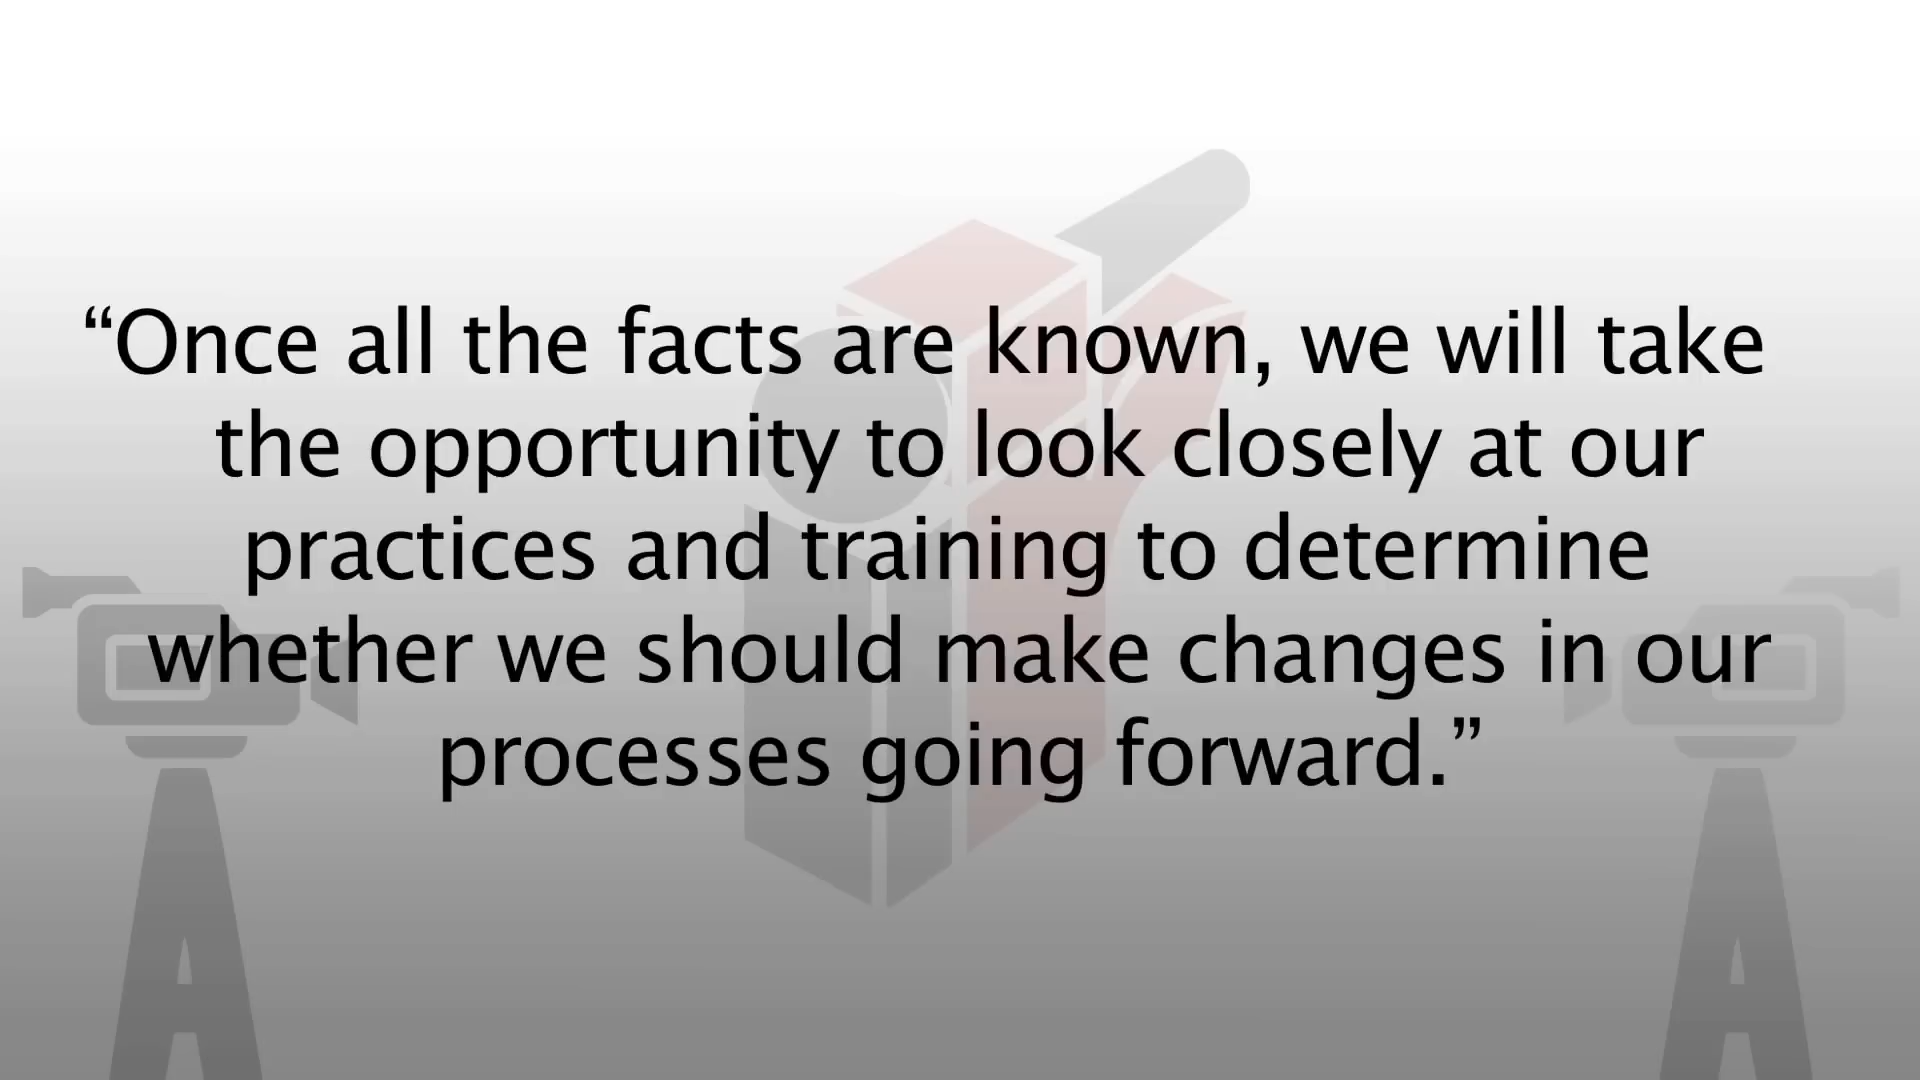 “Once all the facts are known, we will take
the opportunity to look closely at our
practices and training to determine
whether we should make changes in our
processes going forward.”